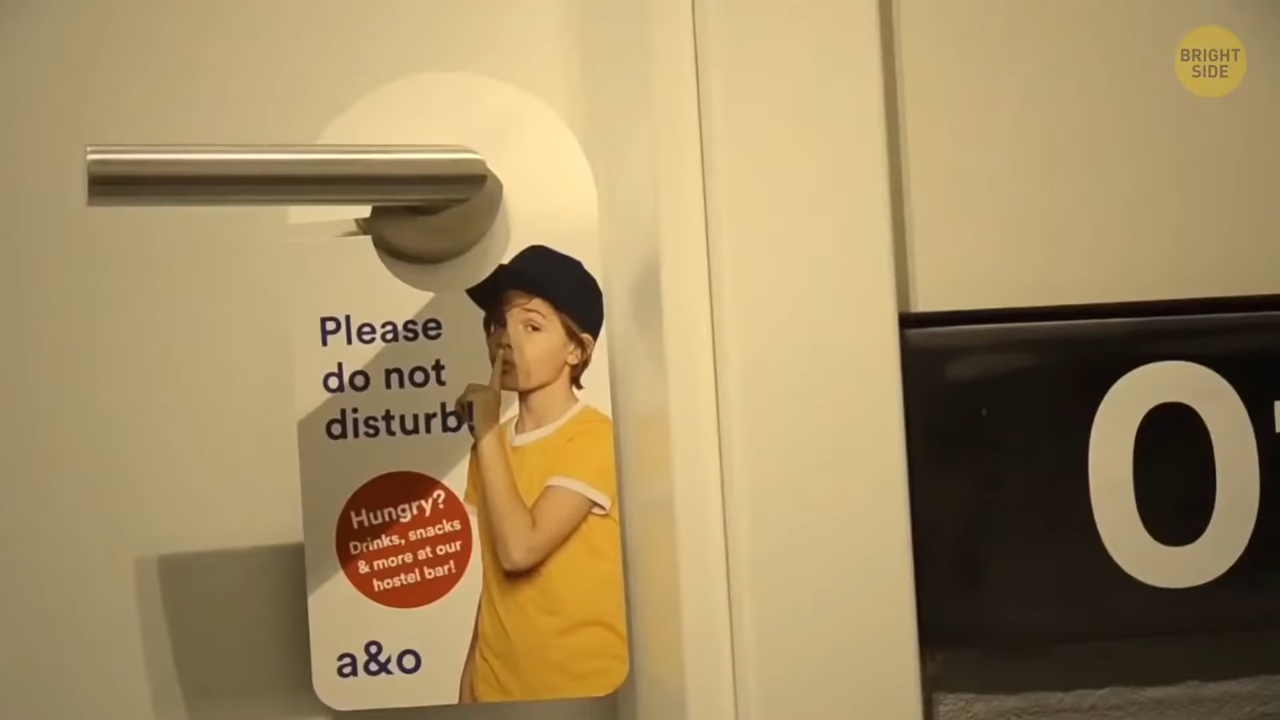 BRIGHT
SIDE
Please
do not
disturb!
Hungry?
Drinks, snacks
& more at our
hostel bar!
a&o
0